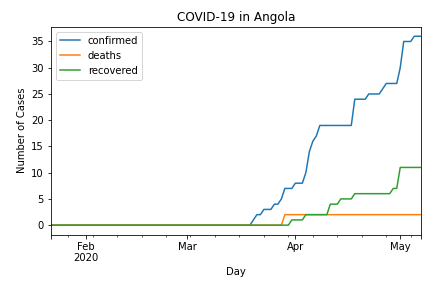 COVID-19 in Angola
confirmed
deaths
recovered
Number of Cases
35
30
25
20
15
10
5
0
Feb Mar Apr May
2020
Day